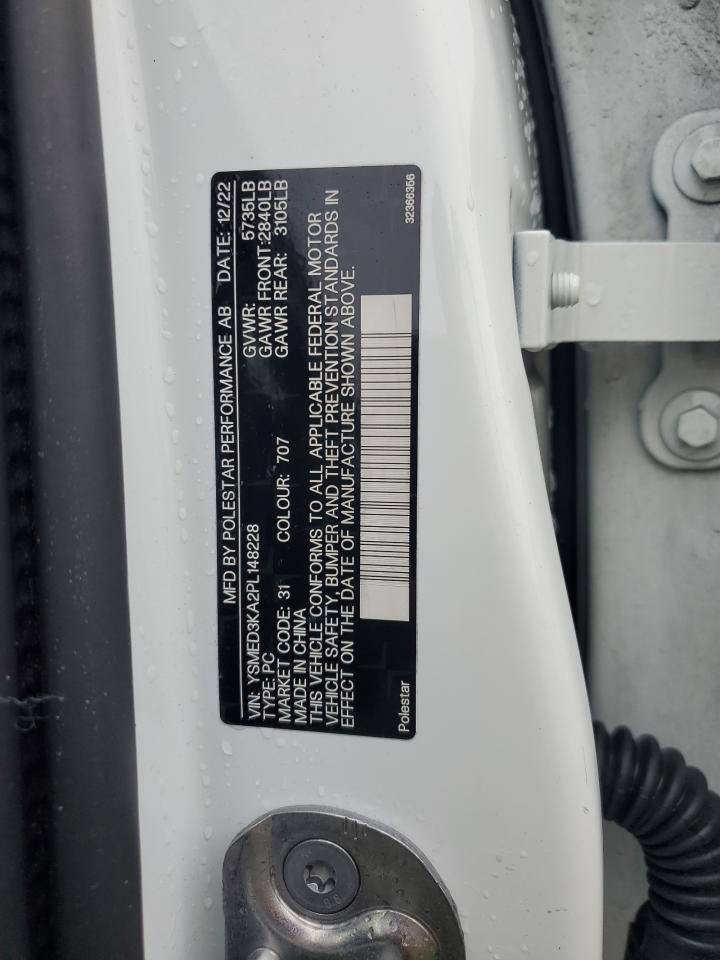 MFD BY POLESTAR PERFORMANCE AB DATE: 12/22
VIN: YSMED3KA2PL148228 GVWR: 5735LB
TYPE: PC GAWR FRONT:2840LB
MARKET CODE: 31 COLOUR: 707 GAWR REAR: 3105LB
MADE IN CHINA
THIS VEHICLE CONFORMS TO ALL APPLICABLE FEDERAL MOTOR
VEHICLE SAFETY, BUMPER AND THEFT PREVENTION STANDARDS IN
EFFECT ON THE DATE OF MANUFACTURE SHOWN ABOVE.
Polestar 32366356
8.8